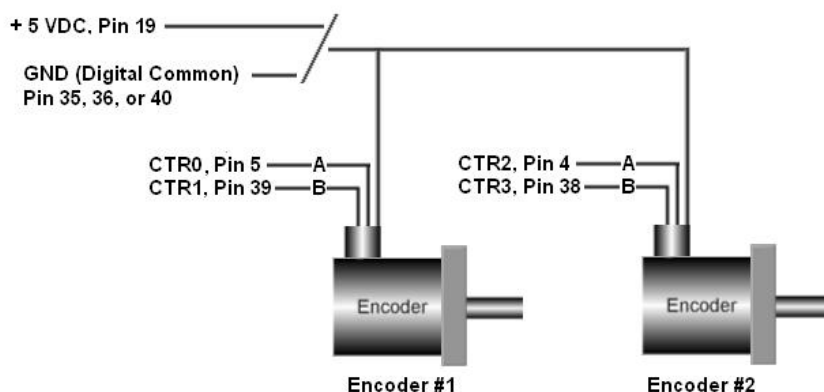 + 5 VDC, Pin 19
GND (Digital Common)
Pin 35, 36, or 40
CTR0, Pin 5 A
CTR1, Pin 39 B
CTR2, Pin 4 A
CTR3, Pin 38 B
Encoder
Encoder
Encoder #1
Encoder #2